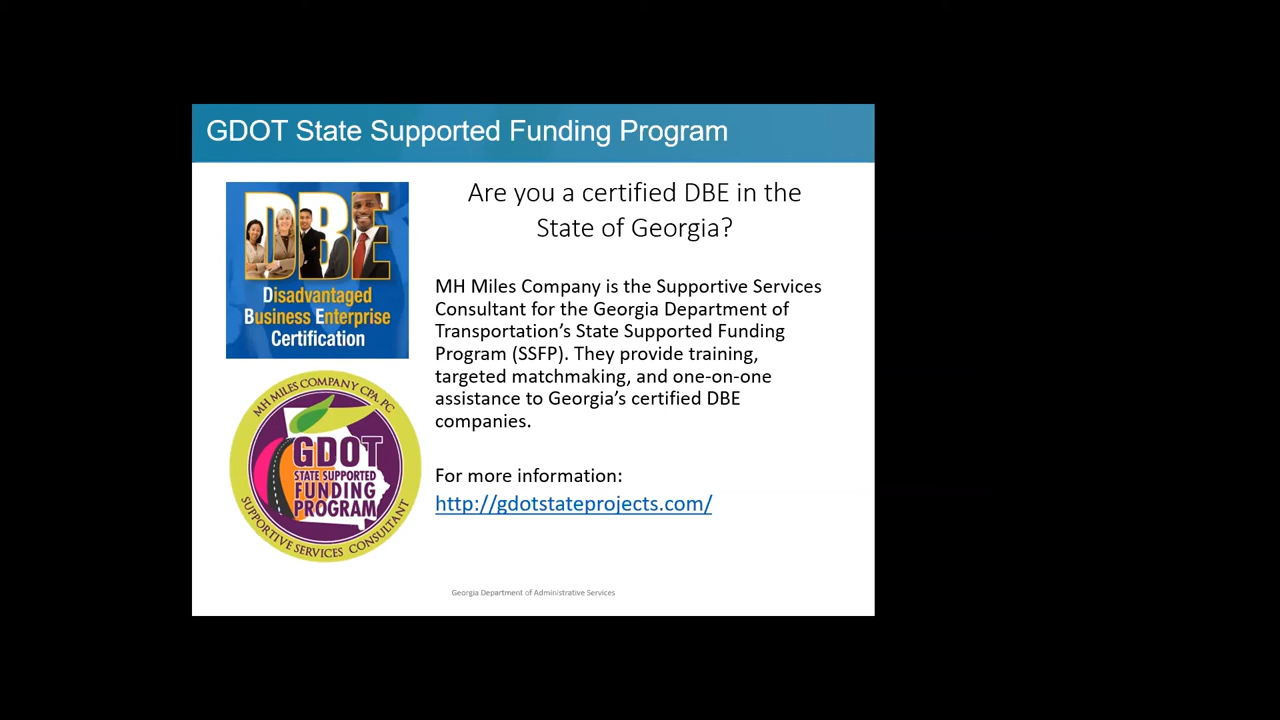 GDOT State Supported Funding Program
DBE
Disadvantaged
Business Enterprise
Certification
MH MILES COMPANY CPA, PC
GDOT
STATE SUPPORTED
FUNDING
PROGRAM
SUPPORTIVE SERVICES CONSULTANT
Are you a certified DBE in the
State of Georgia?
MH Miles Company is the Supportive Services
Consultant for the Georgia Department of
Transportation’s State Supported Funding
Program (SSFP). They provide training,
targeted matchmaking, and one-on-one
assistance to Georgia’s certified DBE
companies.
For more information:
http://gdotstateprojects.com/
Georgia Department of Administrative Services